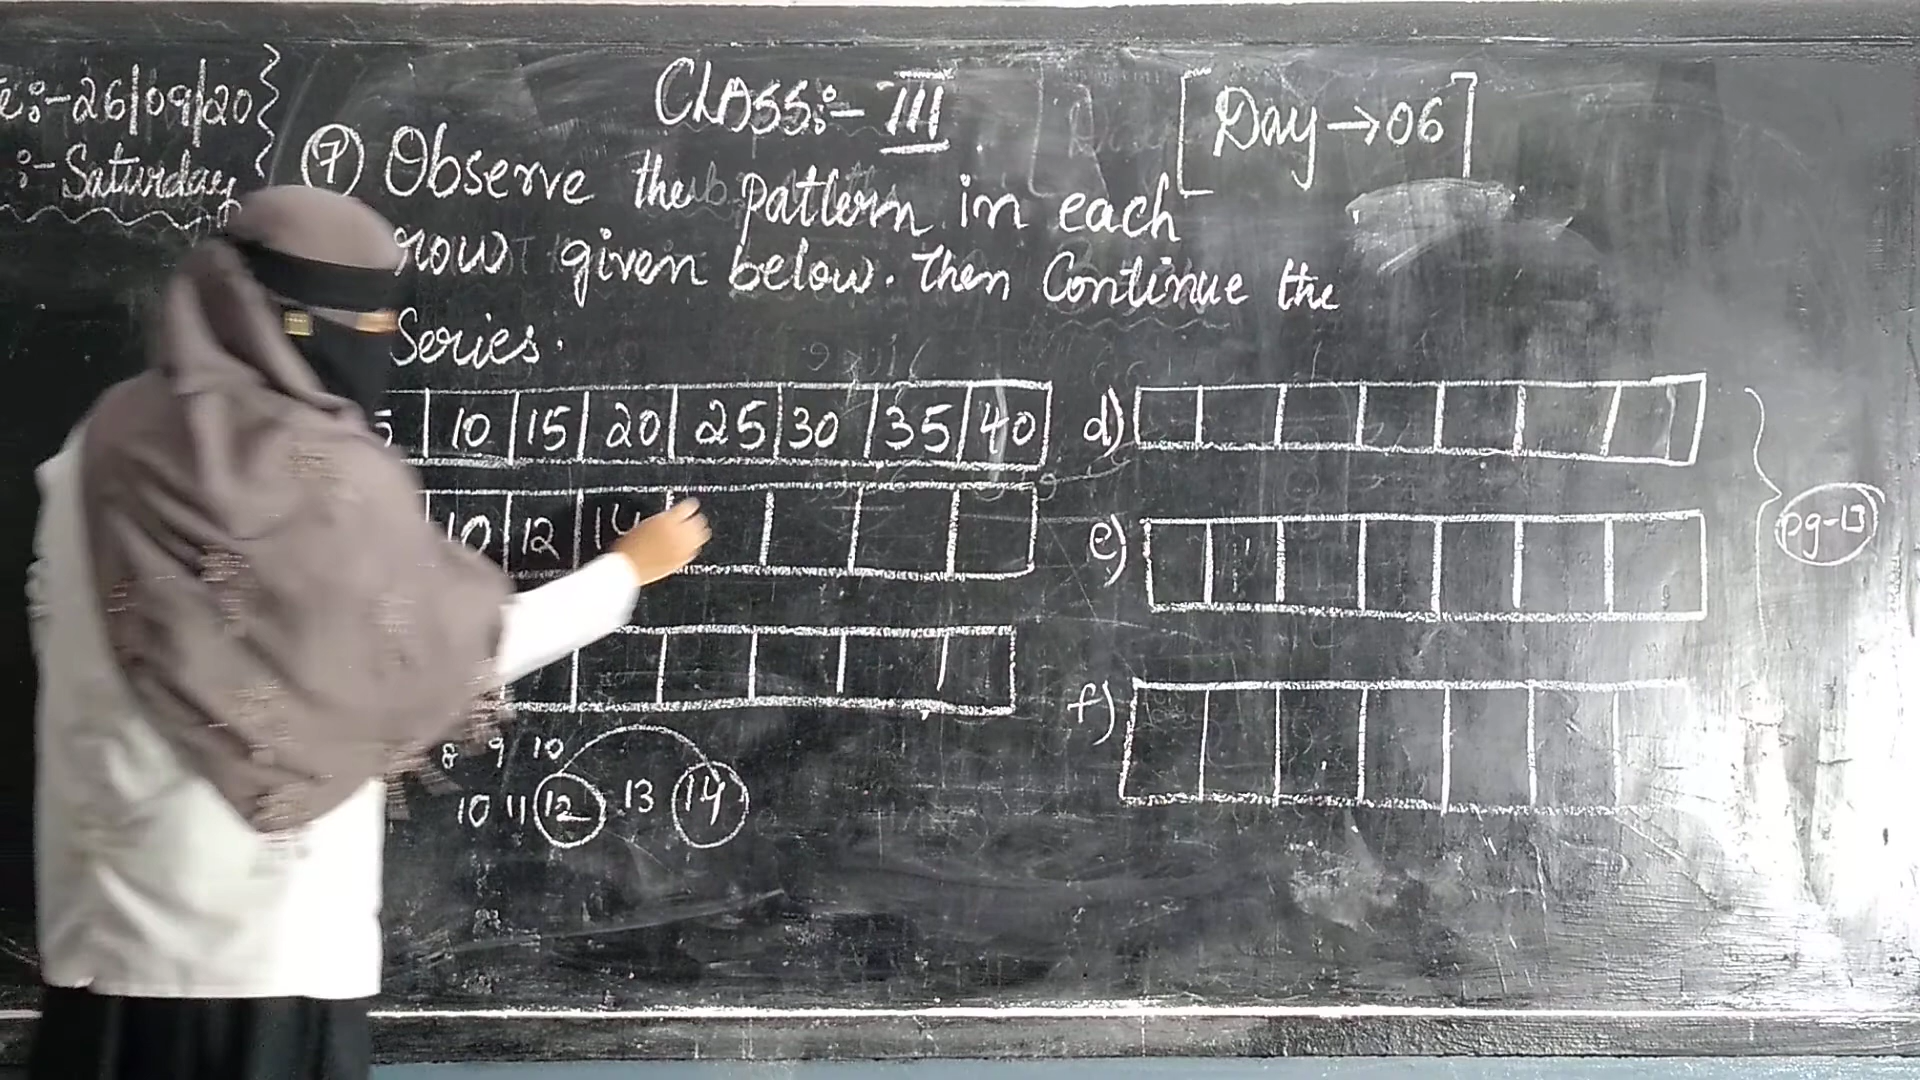 :-26/09/20
CLASS:- III
[Day→06]
:-Saturday
(7) Observe the pattern in each
row given below. Then Continue the
Series.
5 10 15 20 25 30 35 40
d)
10 12 14
e)
pg-13
f)
8 9 10
10 11 12 13 14